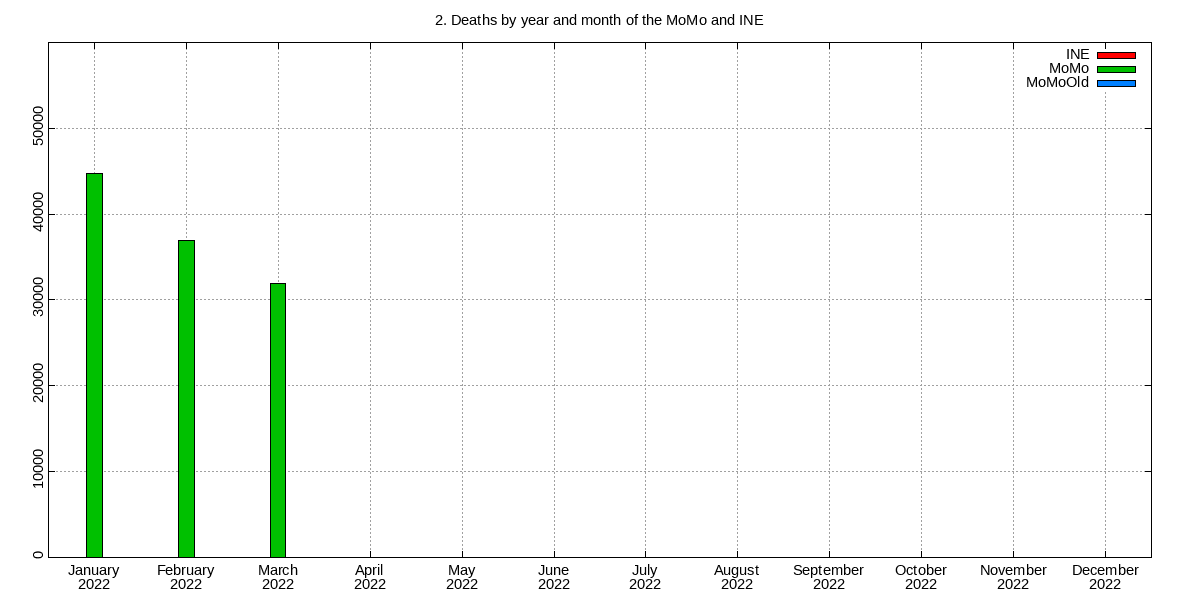 2. Deaths by year and month of the MoMo and INE
INE
MoMo
MoMoOld
50000
40000
30000
20000
10000
0
January February March April May June July August September October November December
2022 2022 2022 2022 2022 2022 2022 2022 2022 2022 2022 2022